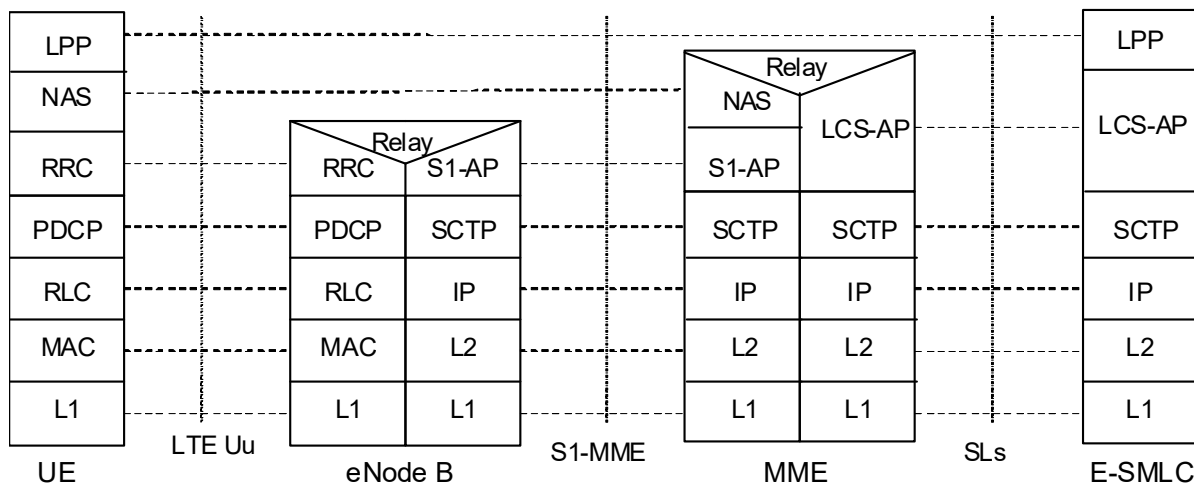 LPP
NAS
RRC
PDCP
RLC
MAC
L1
UE
LTE Uu
Relay
RRC S1-AP
PDCP SCTP
RLC IP
MAC L2
L1 L1
eNode B
S1-MME
Relay
NAS
LCS-AP
S1-AP
SCTP SCTP
IP IP
L2 L2
L1 L1
MME
SLs
LPP
LCS-AP
SCTP
IP
L2
L1
E-SMLC